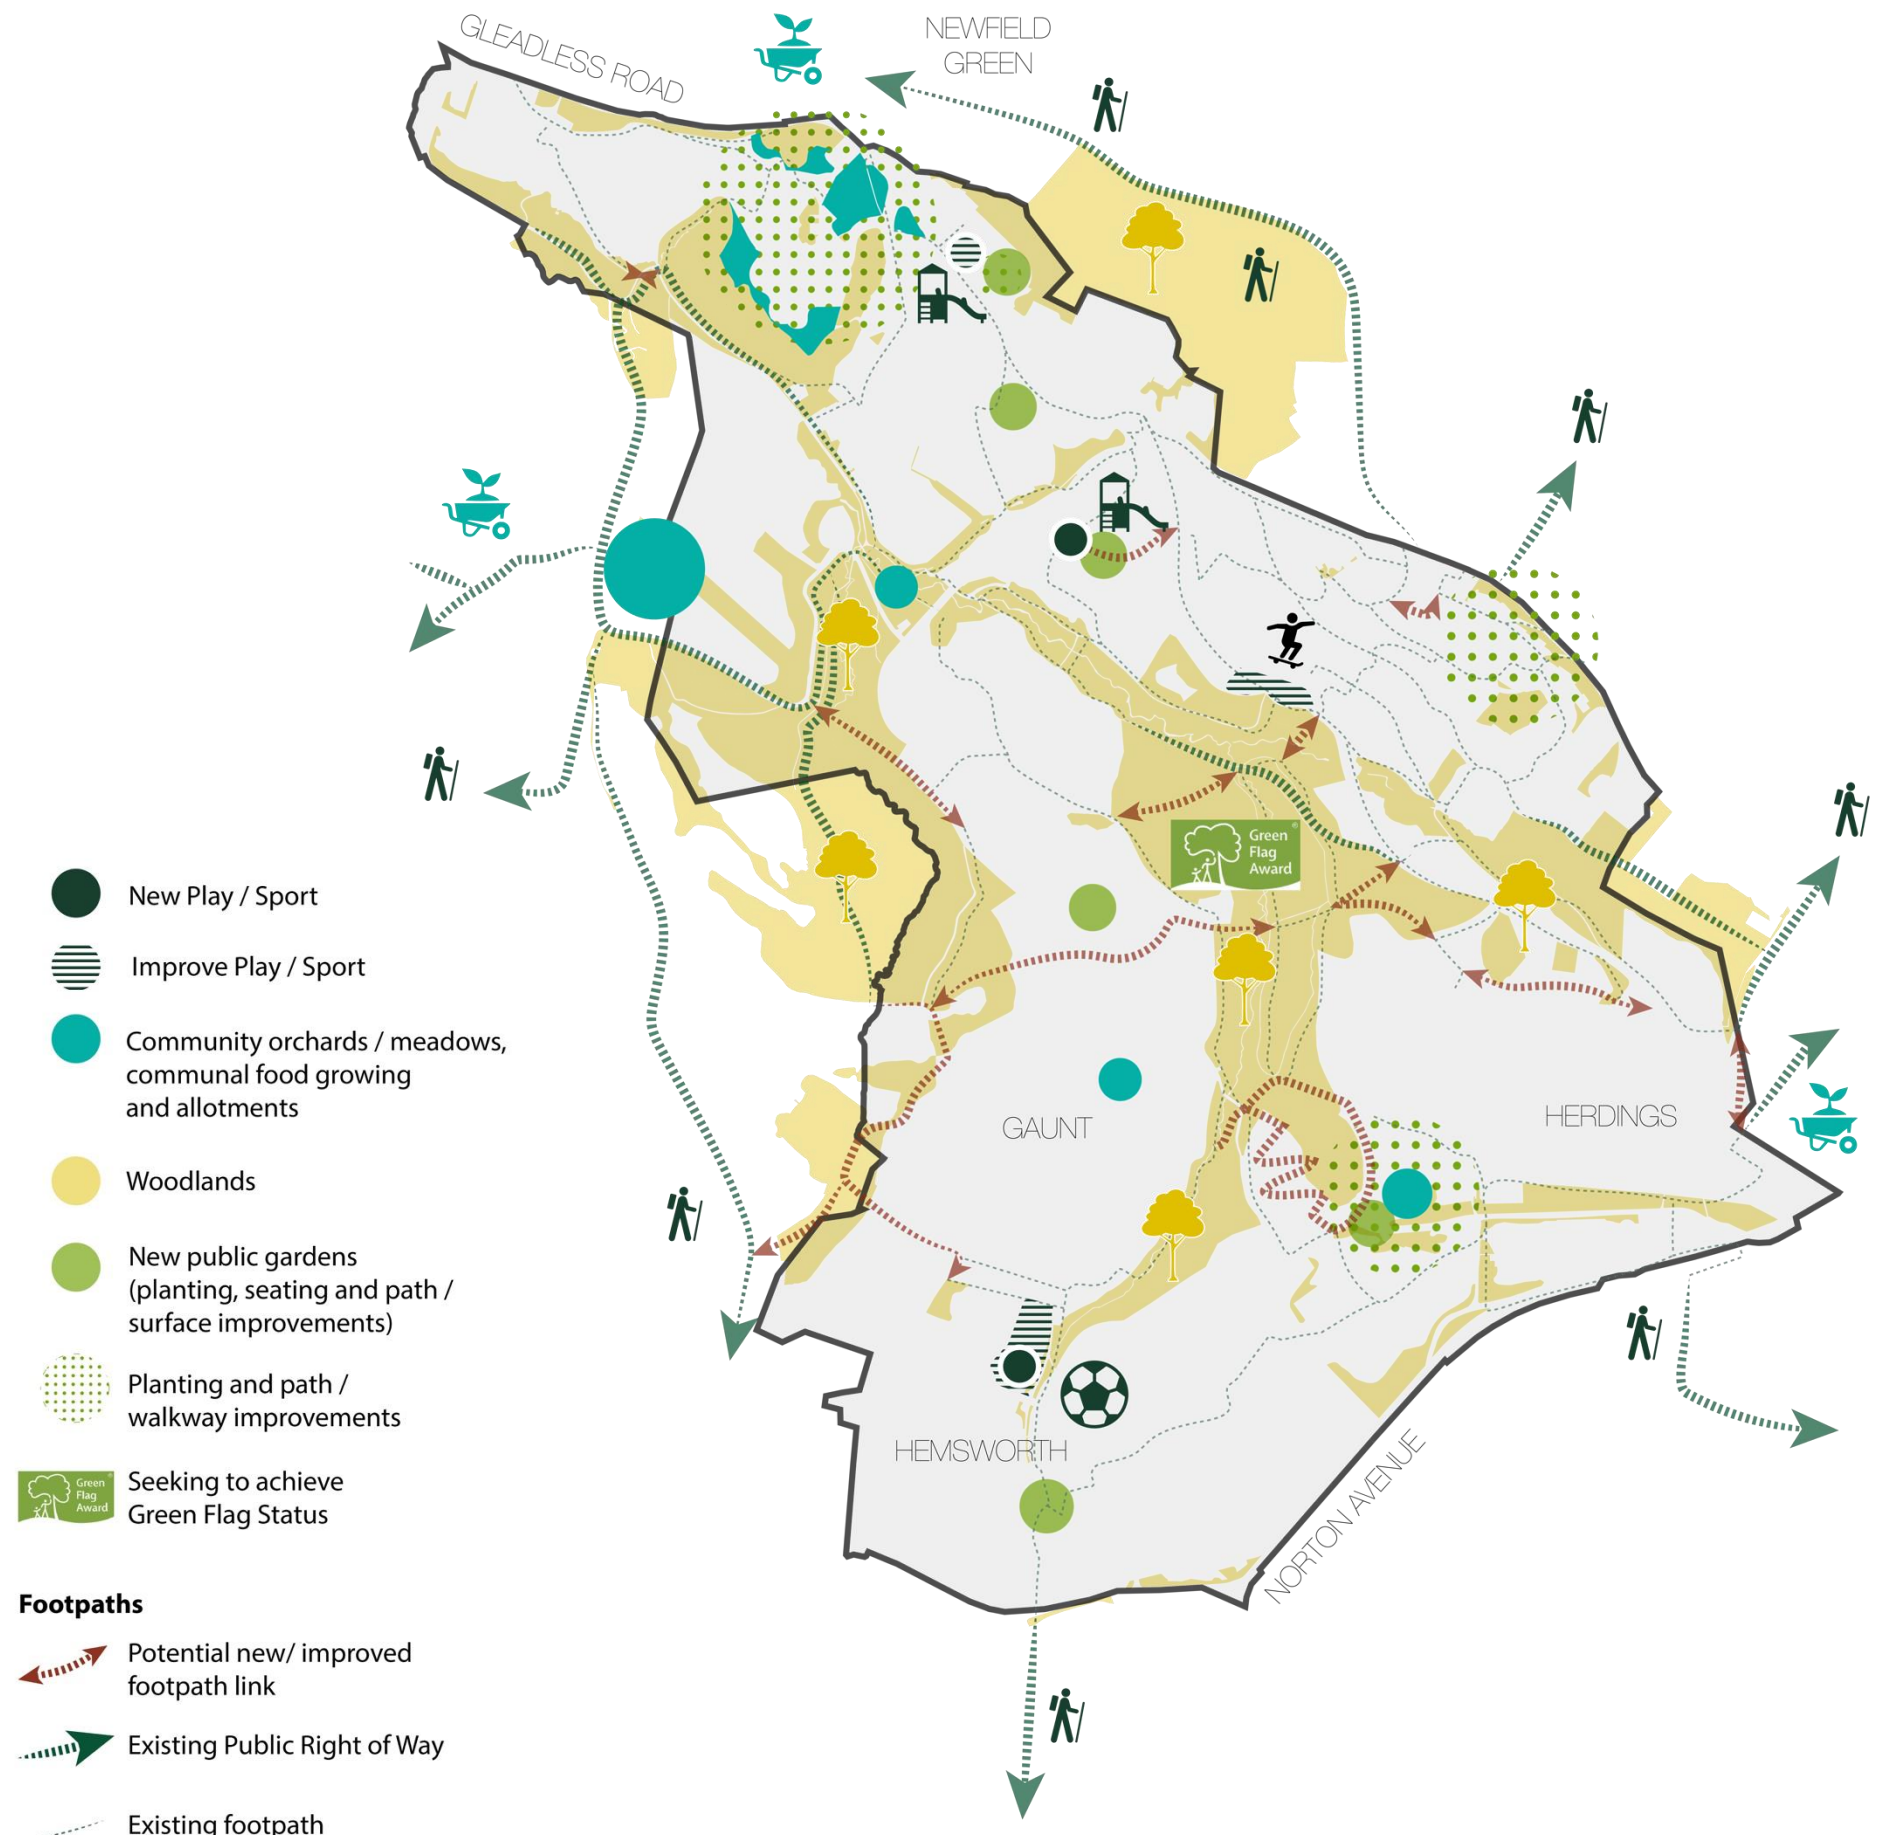 GLEADLESS ROAD
NEWFIELD
GREEN
Green
Flag
Award
GAUNT
HERDINGS
HEMSWORTH
NORTON AVENUE
New Play / Sport
Improve Play / Sport
Community orchards / meadows,
communal food growing
and allotments
Woodlands
New public gardens
(planting, seating and path /
surface improvements)
Planting and path /
walkway improvements
Green
Flag
Award
Seeking to achieve
Green Flag Status
Footpaths
Potential new/ improved
footpath link
Existing Public Right of Way
Existing footpath